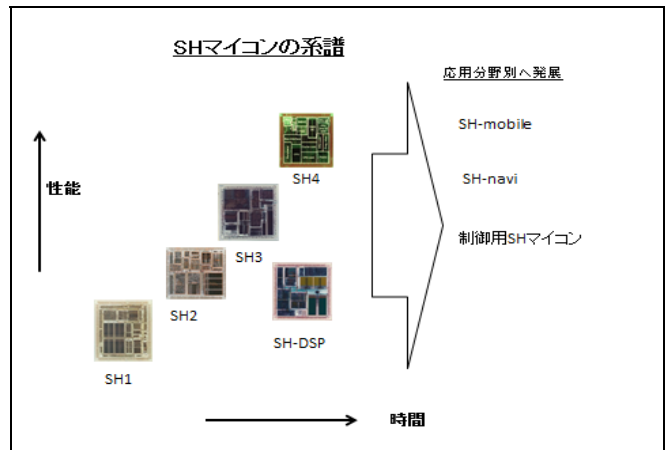 SHマイコンの系譜
応用分野別へ発展
SH-mobile
SH-navi
制御用SHマイコン
性能
SH4
SH3
SH2
SH-DSP
SH1
時間